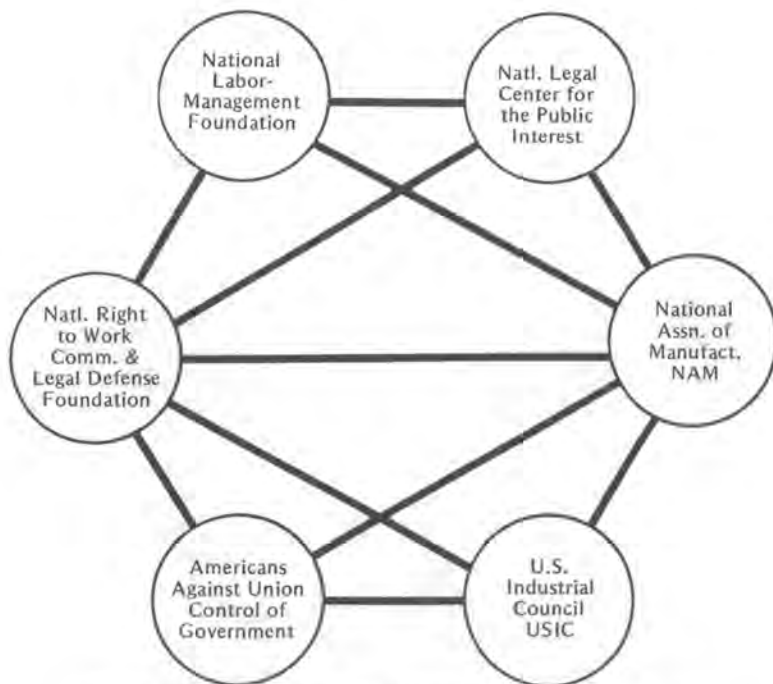 National
Labor-
Management
Foundation
Natl. Legal
Center for
the Public
Interest
Natl. Right
to Work
Comm. &
Legal Defense
Foundation
National
Assn. of
Manufact.
NAM
Americans
Against Union
Control of
Government
U.S.
Industrial
Council
USIC